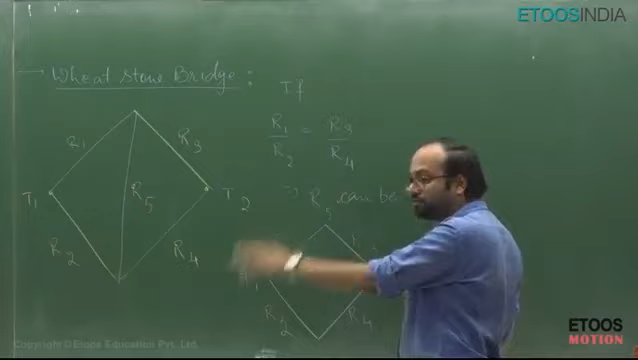 ETOOSINDIA
→ Wheat stone Bridge :
If
R1/R2 = R3/R4
⇒ R5 can be
R1
R3
T1
R5
T2
R2
R4
R2
R4
Copyright © Etoos Education Pvt. Ltd.
ETOOS
MOTION